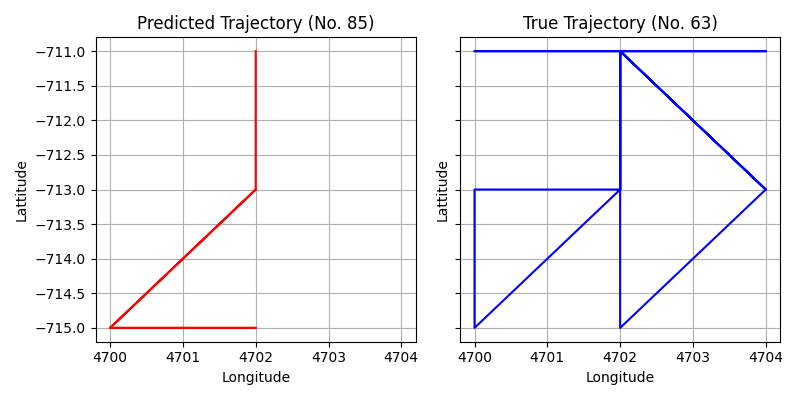 Predicted Trajectory (No. 85)
True Trajectory (No. 63)
−711.0
−711.5
−712.0
−712.5
−713.0
−713.5
−714.0
−714.5
−715.0
Lattitude
Lattitude
4700 4701 4702 4703 4704
4700 4701 4702 4703 4704
Longitude
Longitude